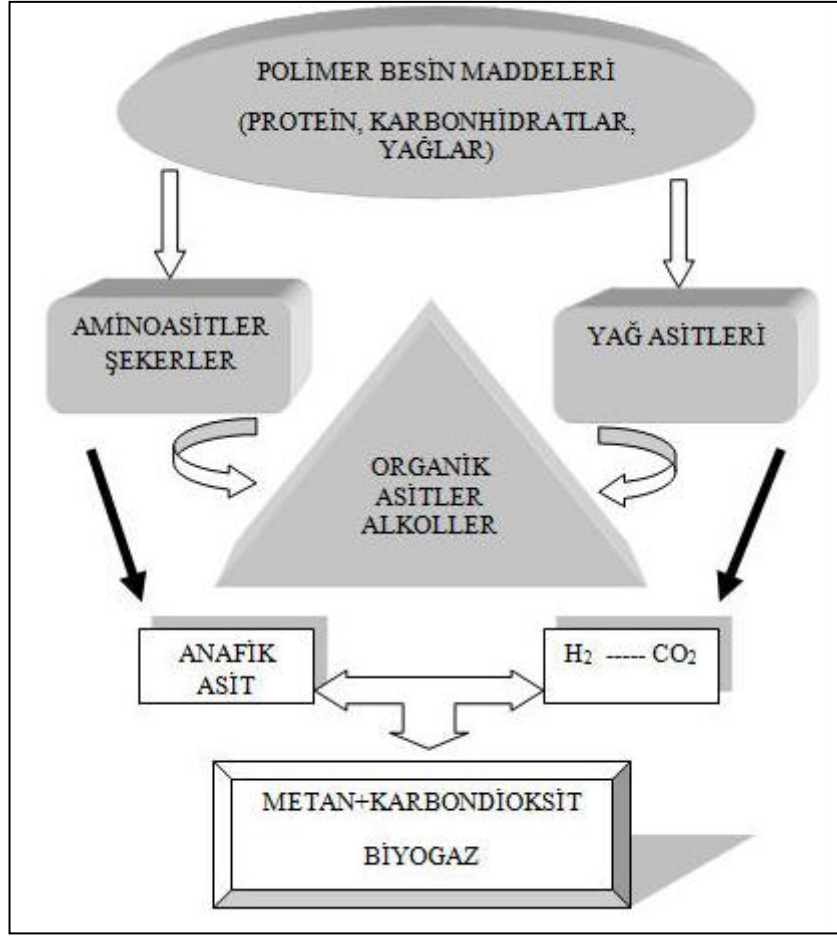 POLİMER BESİN MADDELERİ
(PROTEİN, KARBONHİDRATLAR,
YAĞLAR)
AMİNOASİTLER
ŞEKERLER
YAĞ ASİTLERİ
ORGANİK
ASİTLER
ALKOLLER
ANAFİK
ASİT
H₂ ----- CO₂
METAN+KARBONDİOKSİT
BİYOGAZ